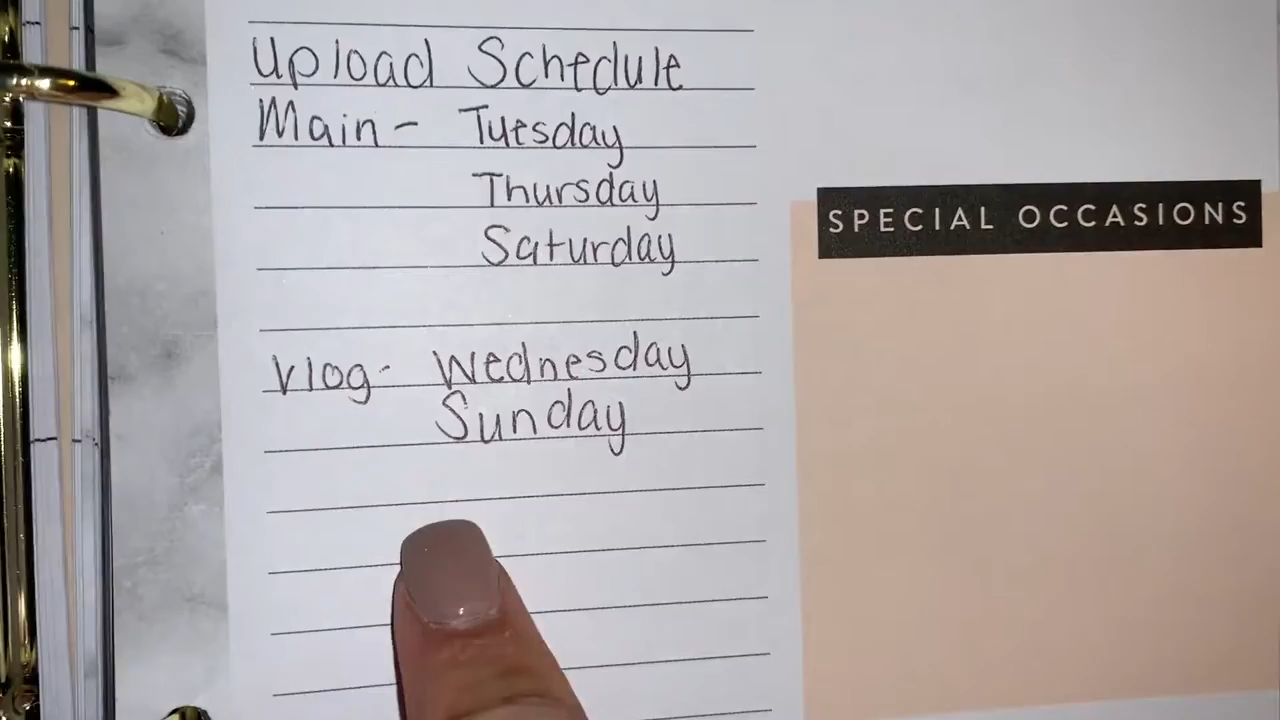 Upload Schedule
Main - Tuesday
Thursday
Saturday
Vlog - Wednesday
Sunday
SPECIAL OCCASIONS